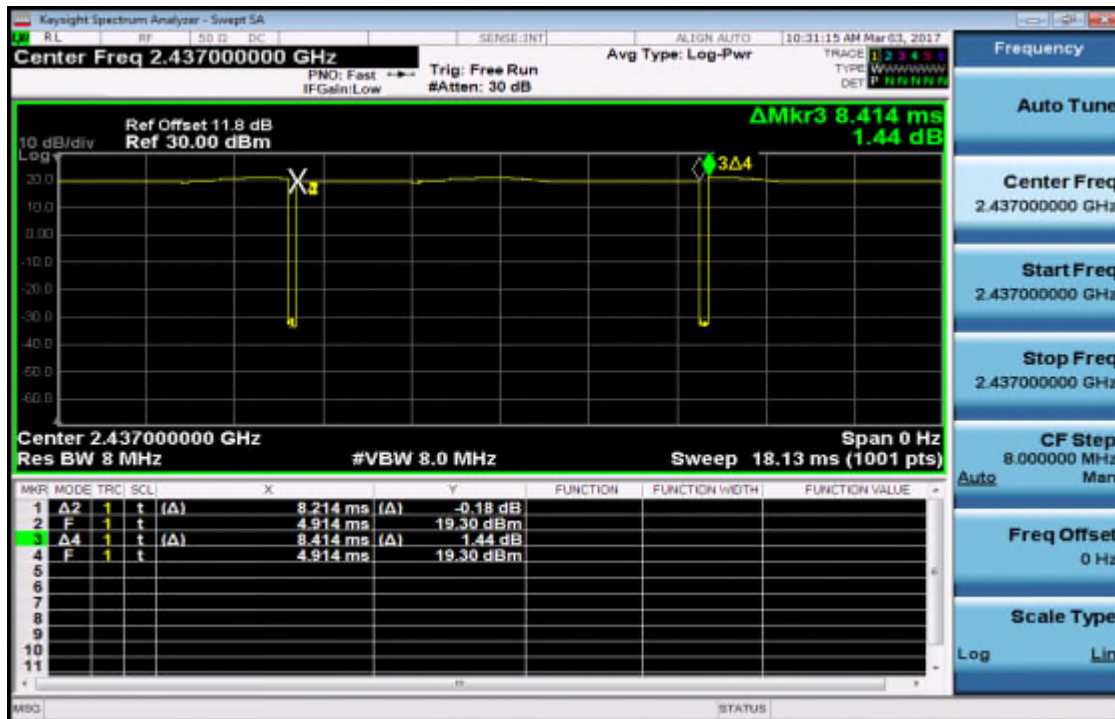 Keysight Spectrum Analyzer - Swept SA
RL RF 50 Ω DC SENSE:INT ALIGN AUTO 10:31:15 AM Mar 03, 2017
Center Freq 2.437000000 GHz
PNO: Fast
IFGain:Low
Trig: Free Run
#Atten: 30 dB
Avg Type: Log-Pwr
TRACE 1 2 3 4 5 6
TYPE WWWWWW
DET P N N N N N
Ref Offset 11.8 dB
Ref 30.00 dBm
10 dB/div
Log
ΔMkr3 8.414 ms
1.44 dB
3Δ4
20.0
10.0
0.00
-10.0
-20.0
-30.0
-40.0
-50.0
-60.0
Center 2.437000000 GHz Span 0 Hz
Res BW 8 MHz #VBW 8.0 MHz Sweep 18.13 ms (1001 pts)
MKR MODE TRC SCL X Y FUNCTION FUNCTION WIDTH FUNCTION VALUE
1 Δ2 1 t (Δ) 8.214 ms (Δ) -0.18 dB
2 F 1 t 4.914 ms 19.30 dBm
3 Δ4 1 t (Δ) 8.414 ms (Δ) 1.44 dB
4 F 1 t 4.914 ms 19.30 dBm
5
6
7
8
9
10
11
MSG STATUS
Frequency
Auto Tune
Center Freq
2.437000000 GHz
Start Freq
2.437000000 GHz
Stop Freq
2.437000000 GHz
CF Step
8.000000 MHz
Auto Man
Freq Offset
0 Hz
Scale Type
Log Lin